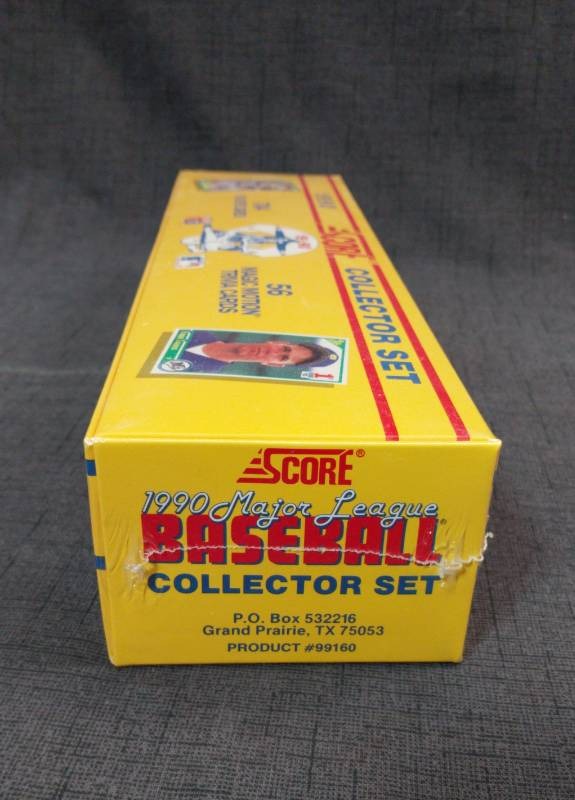 SCORE®
1990 Major League
BASEBALL®
COLLECTOR SET
P.O. Box 532216
Grand Prairie, TX 75053
PRODUCT #99160
SCORE COLLECTOR SET
56
MAGIC MOTION
TRIVIA CARDS